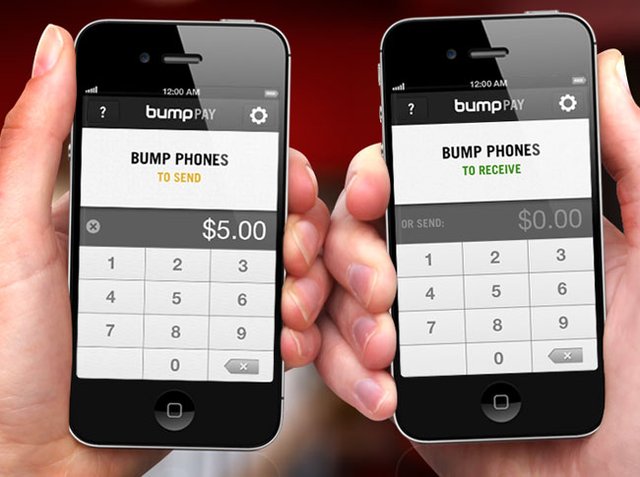 12:00 AM
? bump PAY
BUMP PHONES
TO SEND
$5.00
1 2 3
4 5 6
7 8 9
0
12:00 AM
? bump PAY
BUMP PHONES
TO RECEIVE
OR SEND: $0.00
1 2 3
4 5 6
7 8 9
0